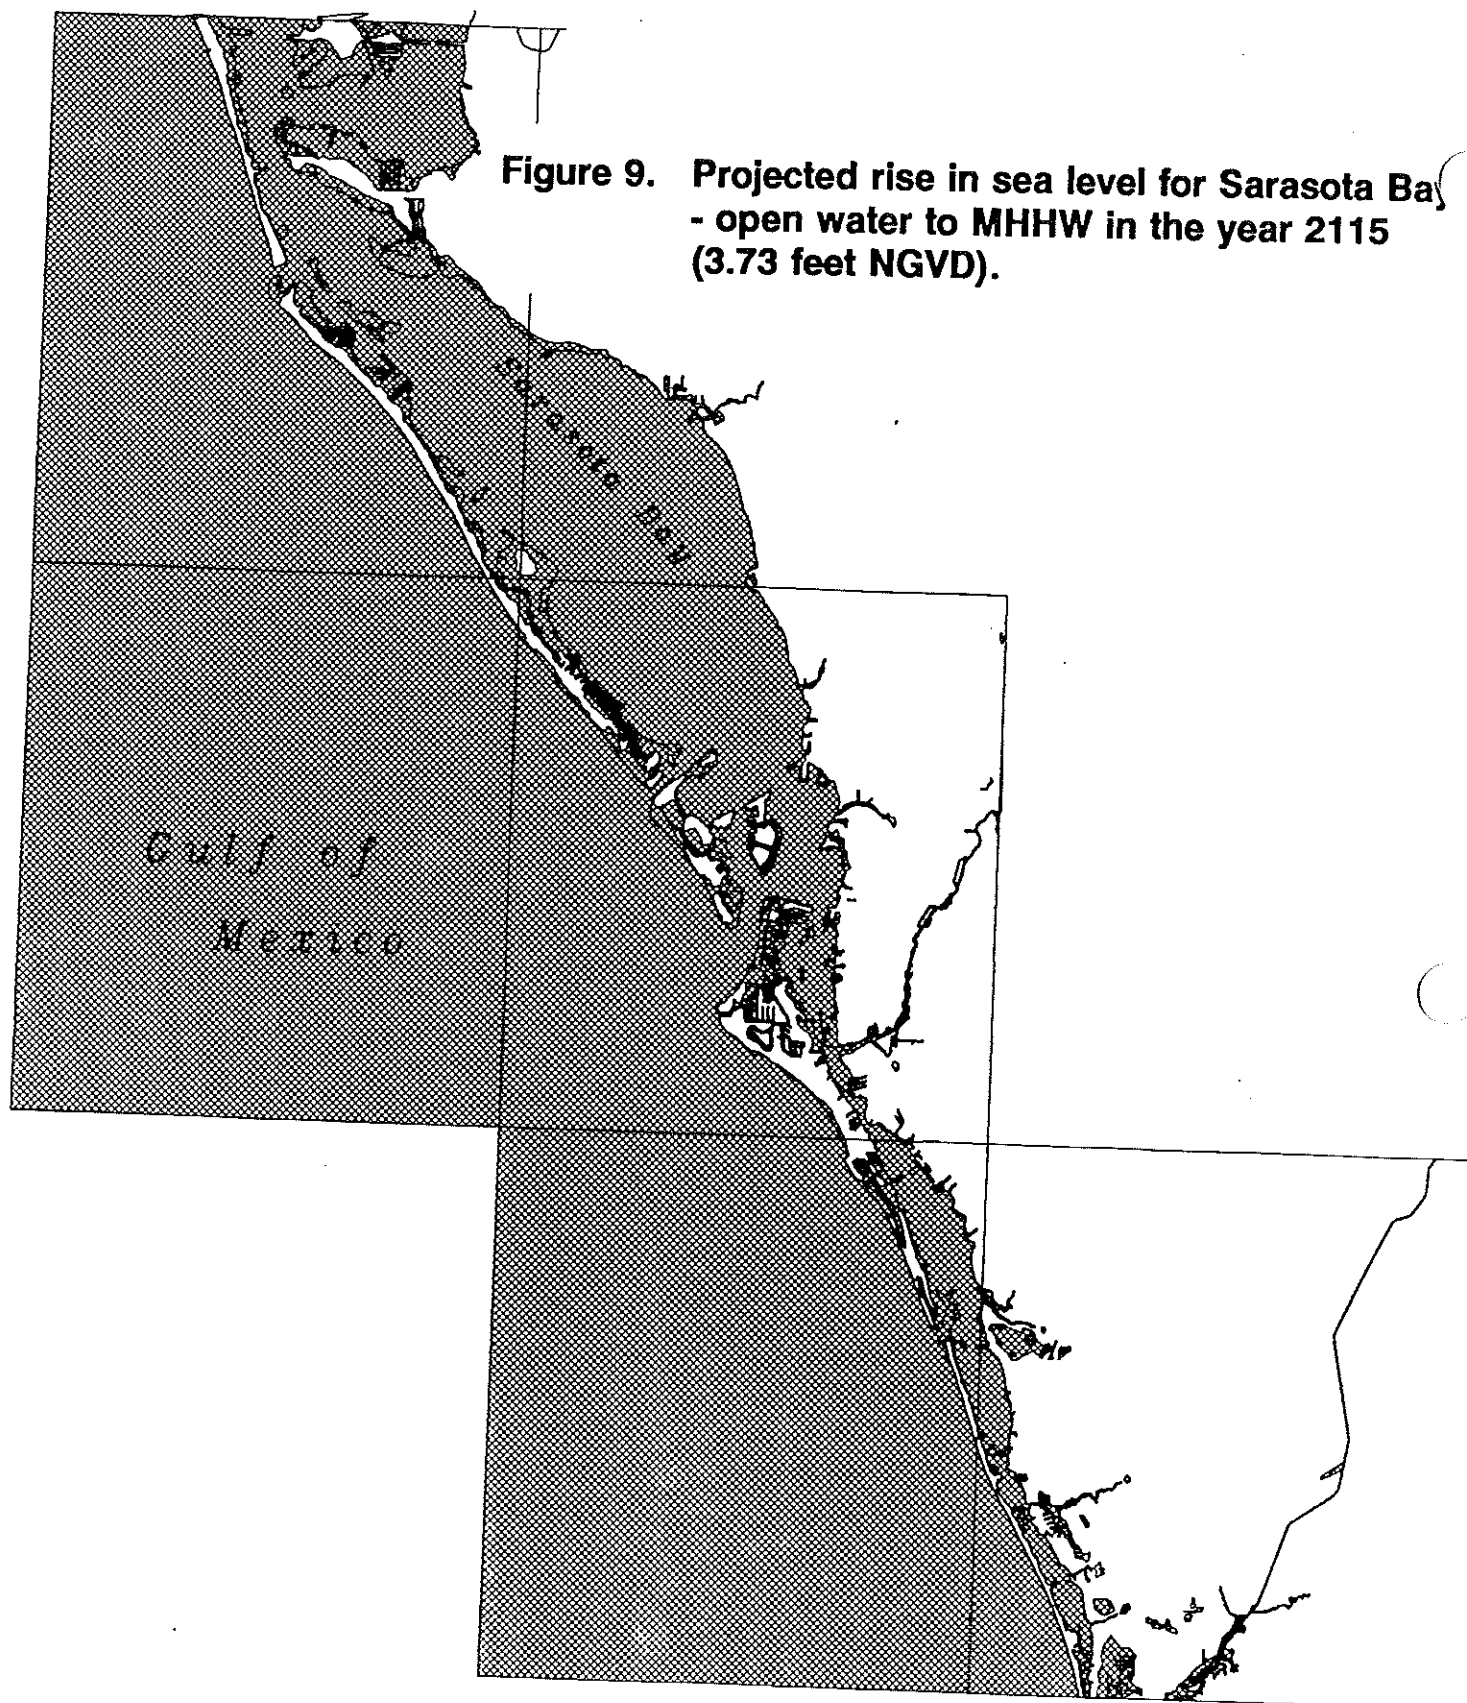 Figure 9. Projected rise in sea level for Sarasota Bay
- open water to MHHW in the year 2115
(3.73 feet NGVD).
Sarasota Bay
Gulf of
Mexico